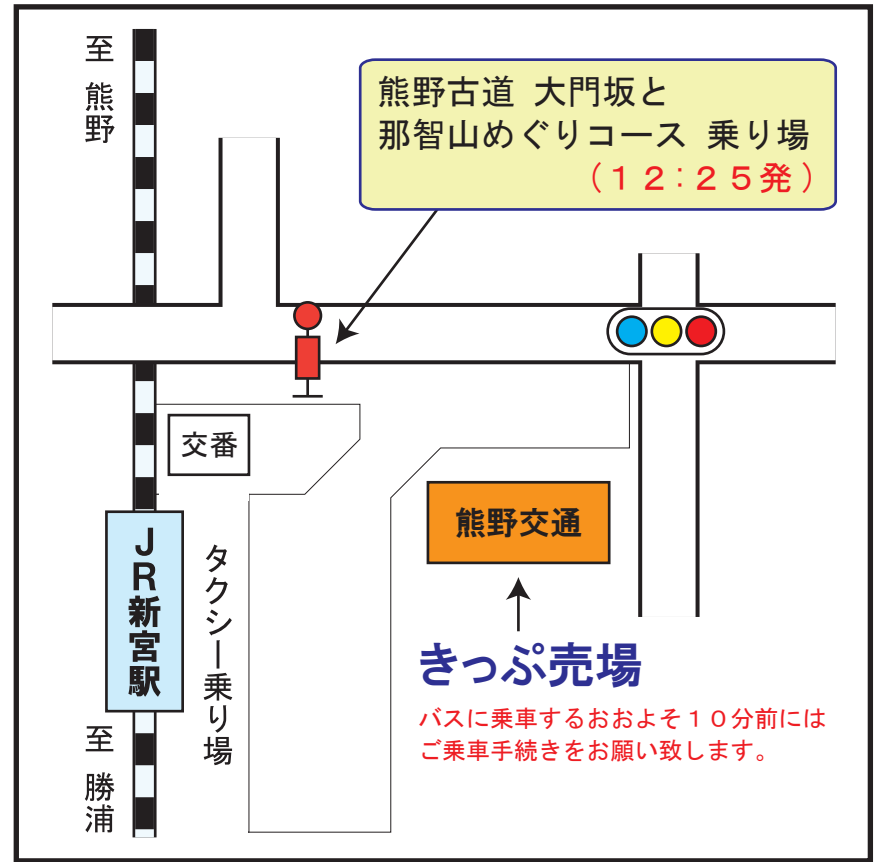 至 熊野
熊野古道 大門坂と
那智山めぐりコース 乗り場
（１２：２５発）
交番
熊野交通
ＪＲ新宮駅
タクシー乗り場
きっぷ売場
バスに乗車するおおよそ１０分前には
ご乗車手続きをお願い致します。
至 勝浦